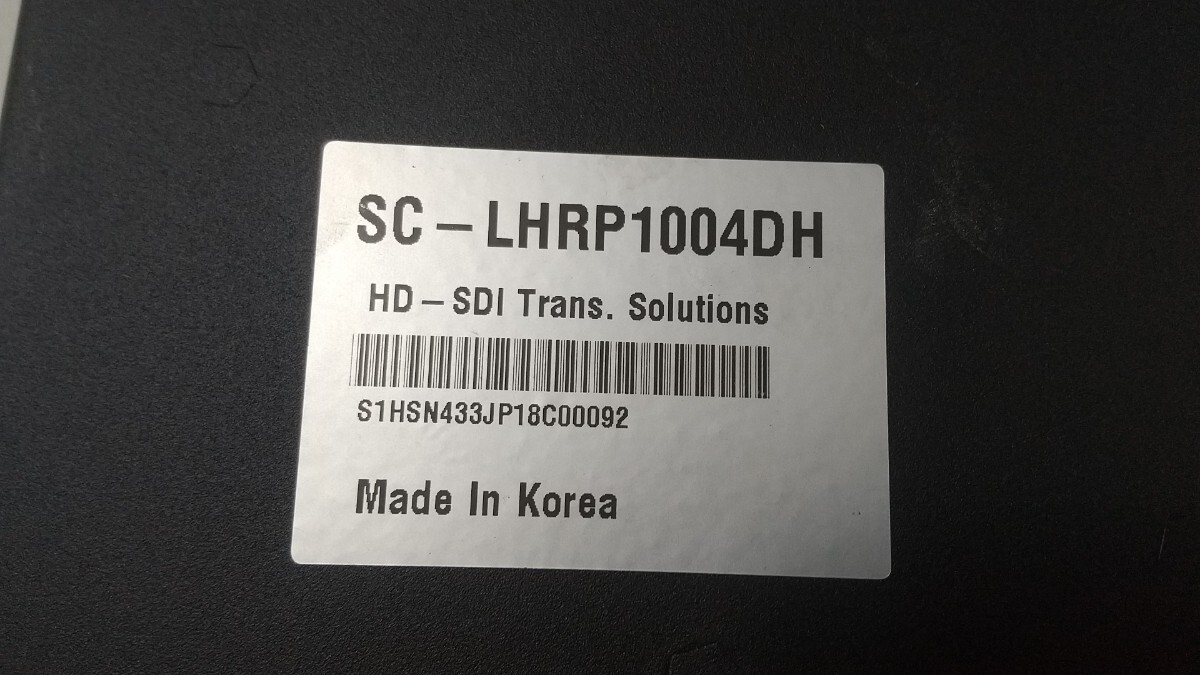 SC-LHRP1004DH
HD-SDI Trans. Solutions
S1HSN433JP18C00092
Made In Korea